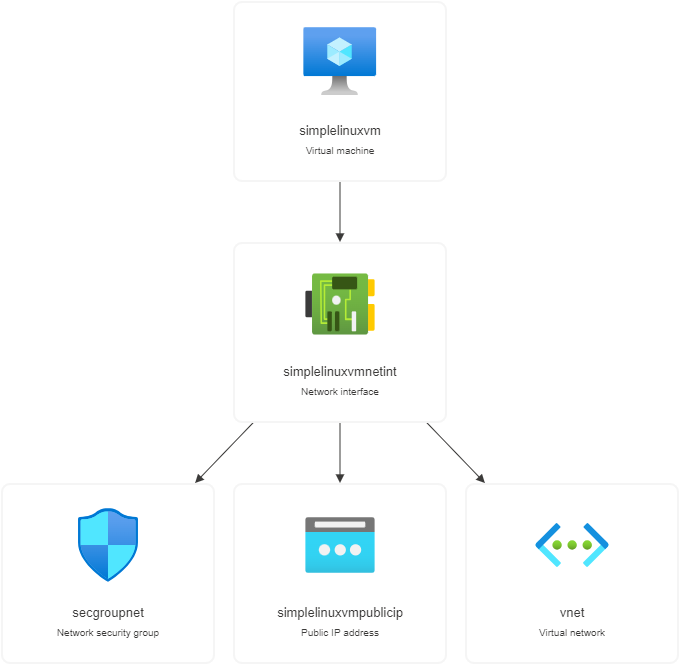 simplelinuxvm
Virtual machine
simplelinuxvmnetint
Network interface
secgroupnet
Network security group
simplelinuxvmpublicip
Public IP address
vnet
Virtual network